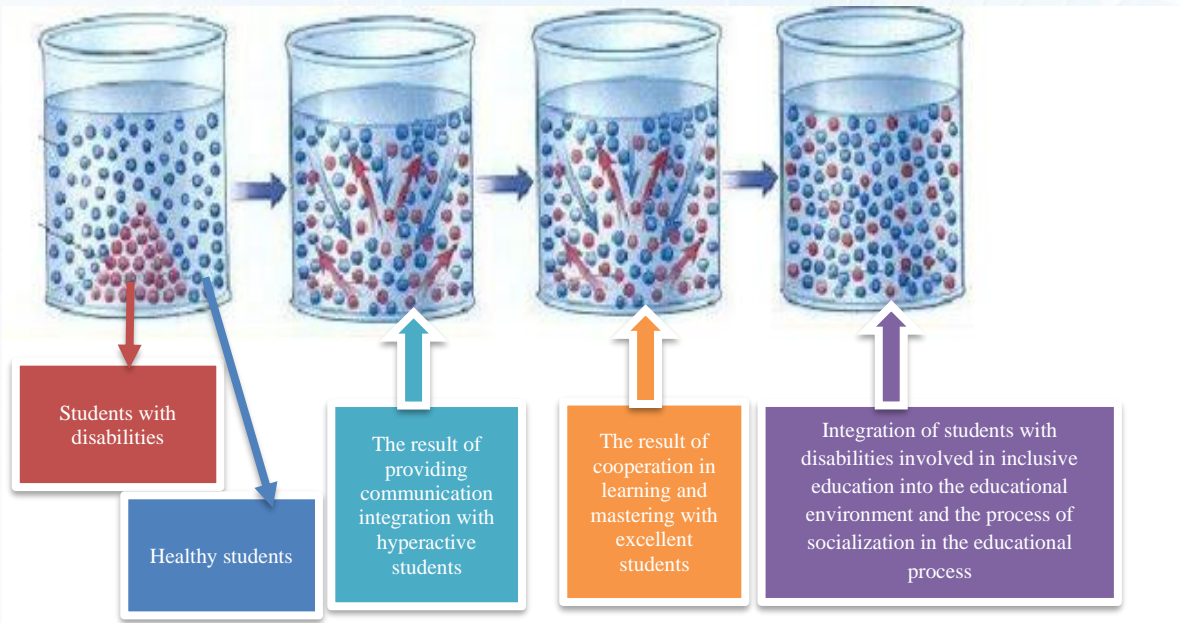 Students with
disabilities
Healthy students
The result of
providing
communication
integration with
hyperactive
students
The result of
cooperation in
learning and
mastering with
excellent
students
Integration of students with
disabilities involved in inclusive
education into the educational
environment and the process of
socialization in the educational
process